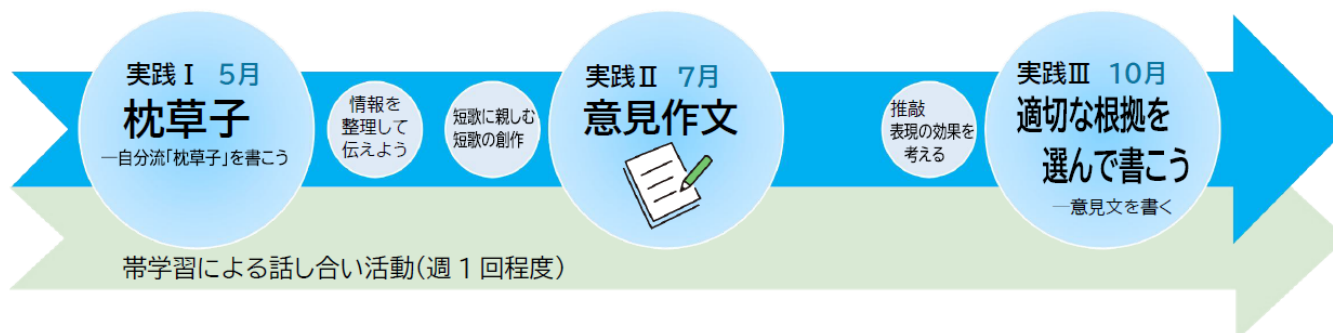 実践Ⅰ 5月
枕草子
―自分流「枕草子」を書こう
情報を
整理して
伝えよう
短歌に親しむ
短歌の創作
実践Ⅱ 7月
意見作文
推敲
表現の効果を
考える
実践Ⅲ 10月
適切な根拠を
選んで書こう
―意見文を書く
帯学習による話し合い活動(週1回程度)